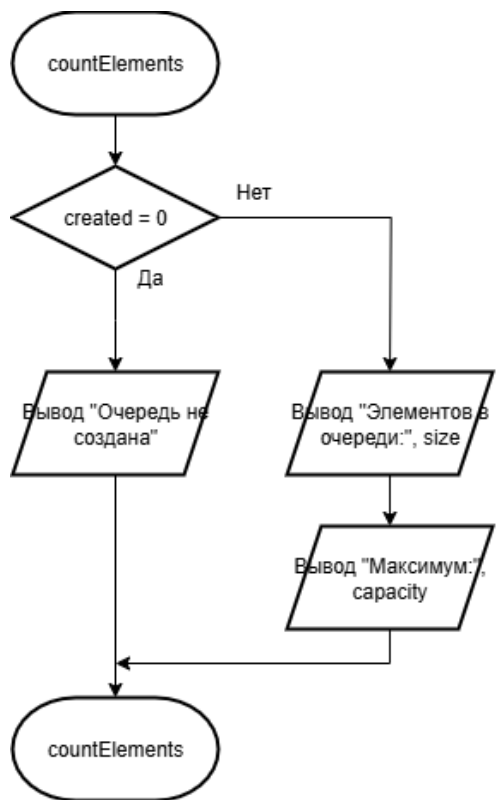 countElements
created = 0
Нет
Да
Вывод "Очередь не
создана"
Вывод "Элементов в
очереди:", size
Вывод "Максимум:",
capacity
countElements